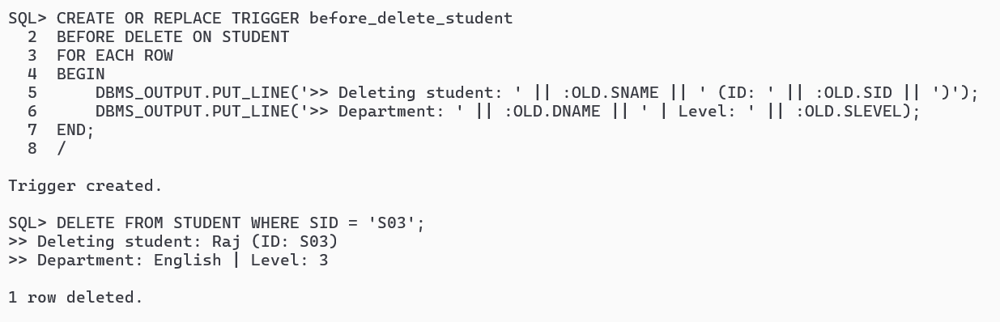 SQL> CREATE OR REPLACE TRIGGER before_delete_student
  2  BEFORE DELETE ON STUDENT
  3  FOR EACH ROW
  4  BEGIN
  5      DBMS_OUTPUT.PUT_LINE('>> Deleting student: ' || :OLD.SNAME || ' (ID: ' || :OLD.SID || ')');
  6      DBMS_OUTPUT.PUT_LINE('>> Department: ' || :OLD.DNAME || ' | Level: ' || :OLD.SLEVEL);
  7  END;
  8  /

Trigger created.

SQL> DELETE FROM STUDENT WHERE SID = 'S03';
>> Deleting student: Raj (ID: S03)
>> Department: English | Level: 3

1 row deleted.